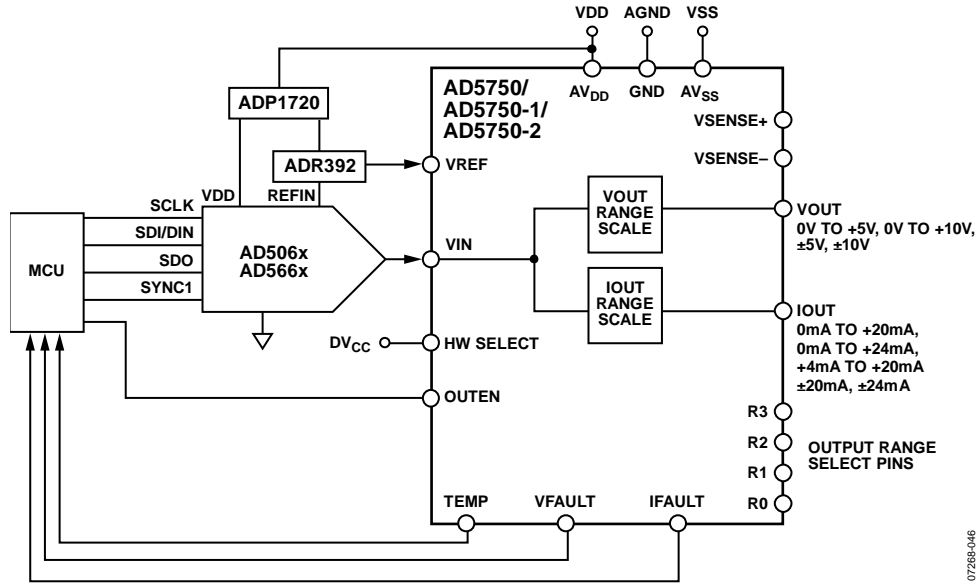 VDD AGND VSS
ADP1720
AD5750/
AD5750-1/
AD5750-2
AVDD GND AVSS
VSENSE+
ADR392
VREF
VSENSE–
VDD REFIN
SCLK
SDI/DIN
SDO
SYNC1
MCU
AD506x
AD566x
VIN
VOUT
RANGE
SCALE
VOUT
0V TO +5V, 0V TO +10V,
±5V, ±10V
IOUT
RANGE
SCALE
IOUT
0mA TO +20mA,
0mA TO +24mA,
+4mA TO +20mA
±20mA, ±24mA
DVCC HW SELECT
OUTEN
R3
R2
R1
R0
OUTPUT RANGE
SELECT PINS
TEMP VFAULT IFAULT
07268-046